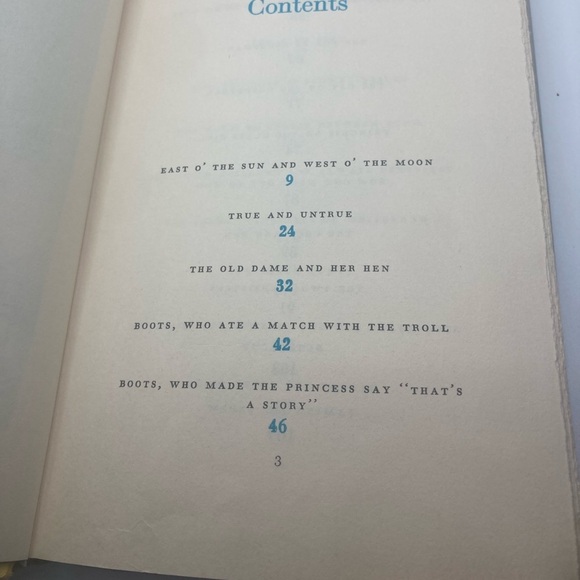 Contents
EAST O' THE SUN AND WEST O' THE MOON
9
TRUE AND UNTRUE
24
THE OLD DAME AND HER HEN
32
BOOTS, WHO ATE A MATCH WITH THE TROLL
42
BOOTS, WHO MADE THE PRINCESS SAY "THAT'S
A STORY"
46
3